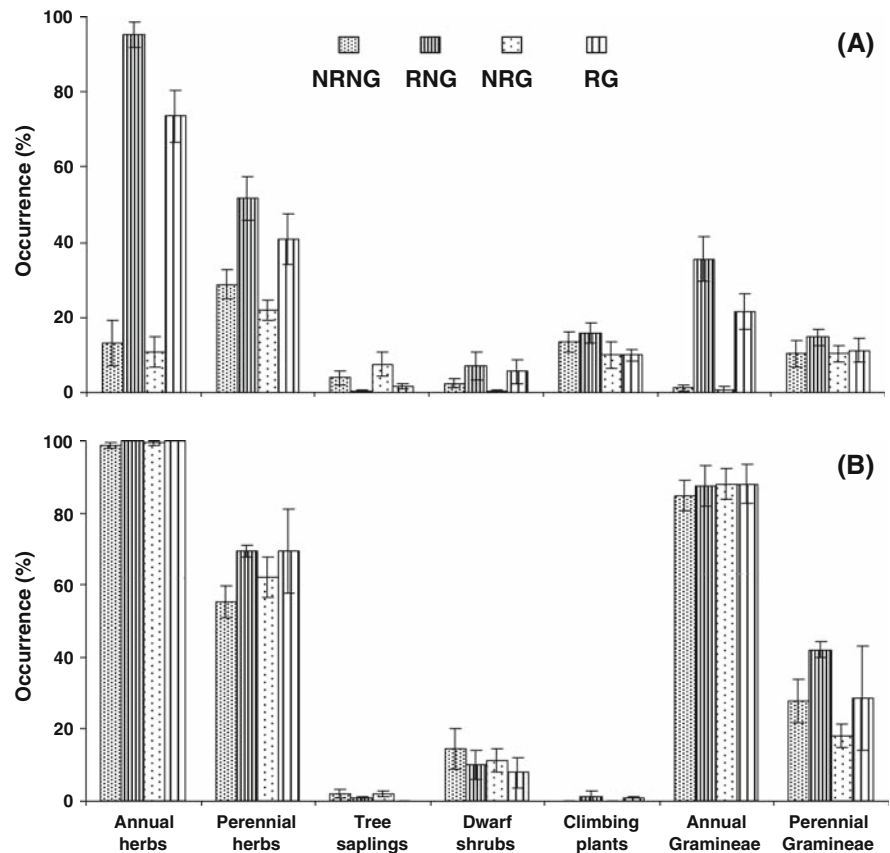 100
(A)
NRNG RNG NRG RG
80
60
40
20
0
Occurrence (%)
100
(B)
80
60
40
20
0
Occurrence (%)
Annual Perennial Tree Dwarf Climbing Annual Perennial
herbs herbs saplings shrubs plants Gramineae Gramineae